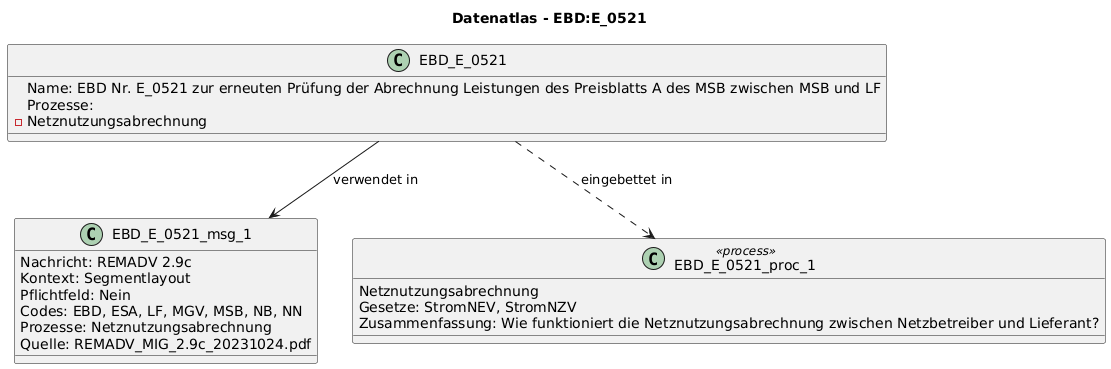 Datenatlas - EBD:E_0521
C EBD_E_0521
Name: EBD Nr. E_0521 zur erneuten Prüfung der Abrechnung Leistungen des Preisblatts A des MSB zwischen MSB und LF
Prozesse:
Netznutzungsabrechnung
verwendet in
eingebettet in
C EBD_E_0521_msg_1
Nachricht: REMADV 2.9c
Kontext: Segmentlayout
Pflichtfeld: Nein
Codes: EBD, ESA, LF, MGV, MSB, NB, NN
Prozesse: Netznutzungsabrechnung
Quelle: REMADV_MIG_2.9c_20231024.pdf
«process»
C EBD_E_0521_proc_1
Netznutzungsabrechnung
Gesetze: StromNEV, StromNZV
Zusammenfassung: Wie funktioniert die Netznutzungsabrechnung zwischen Netzbetreiber und Lieferant?